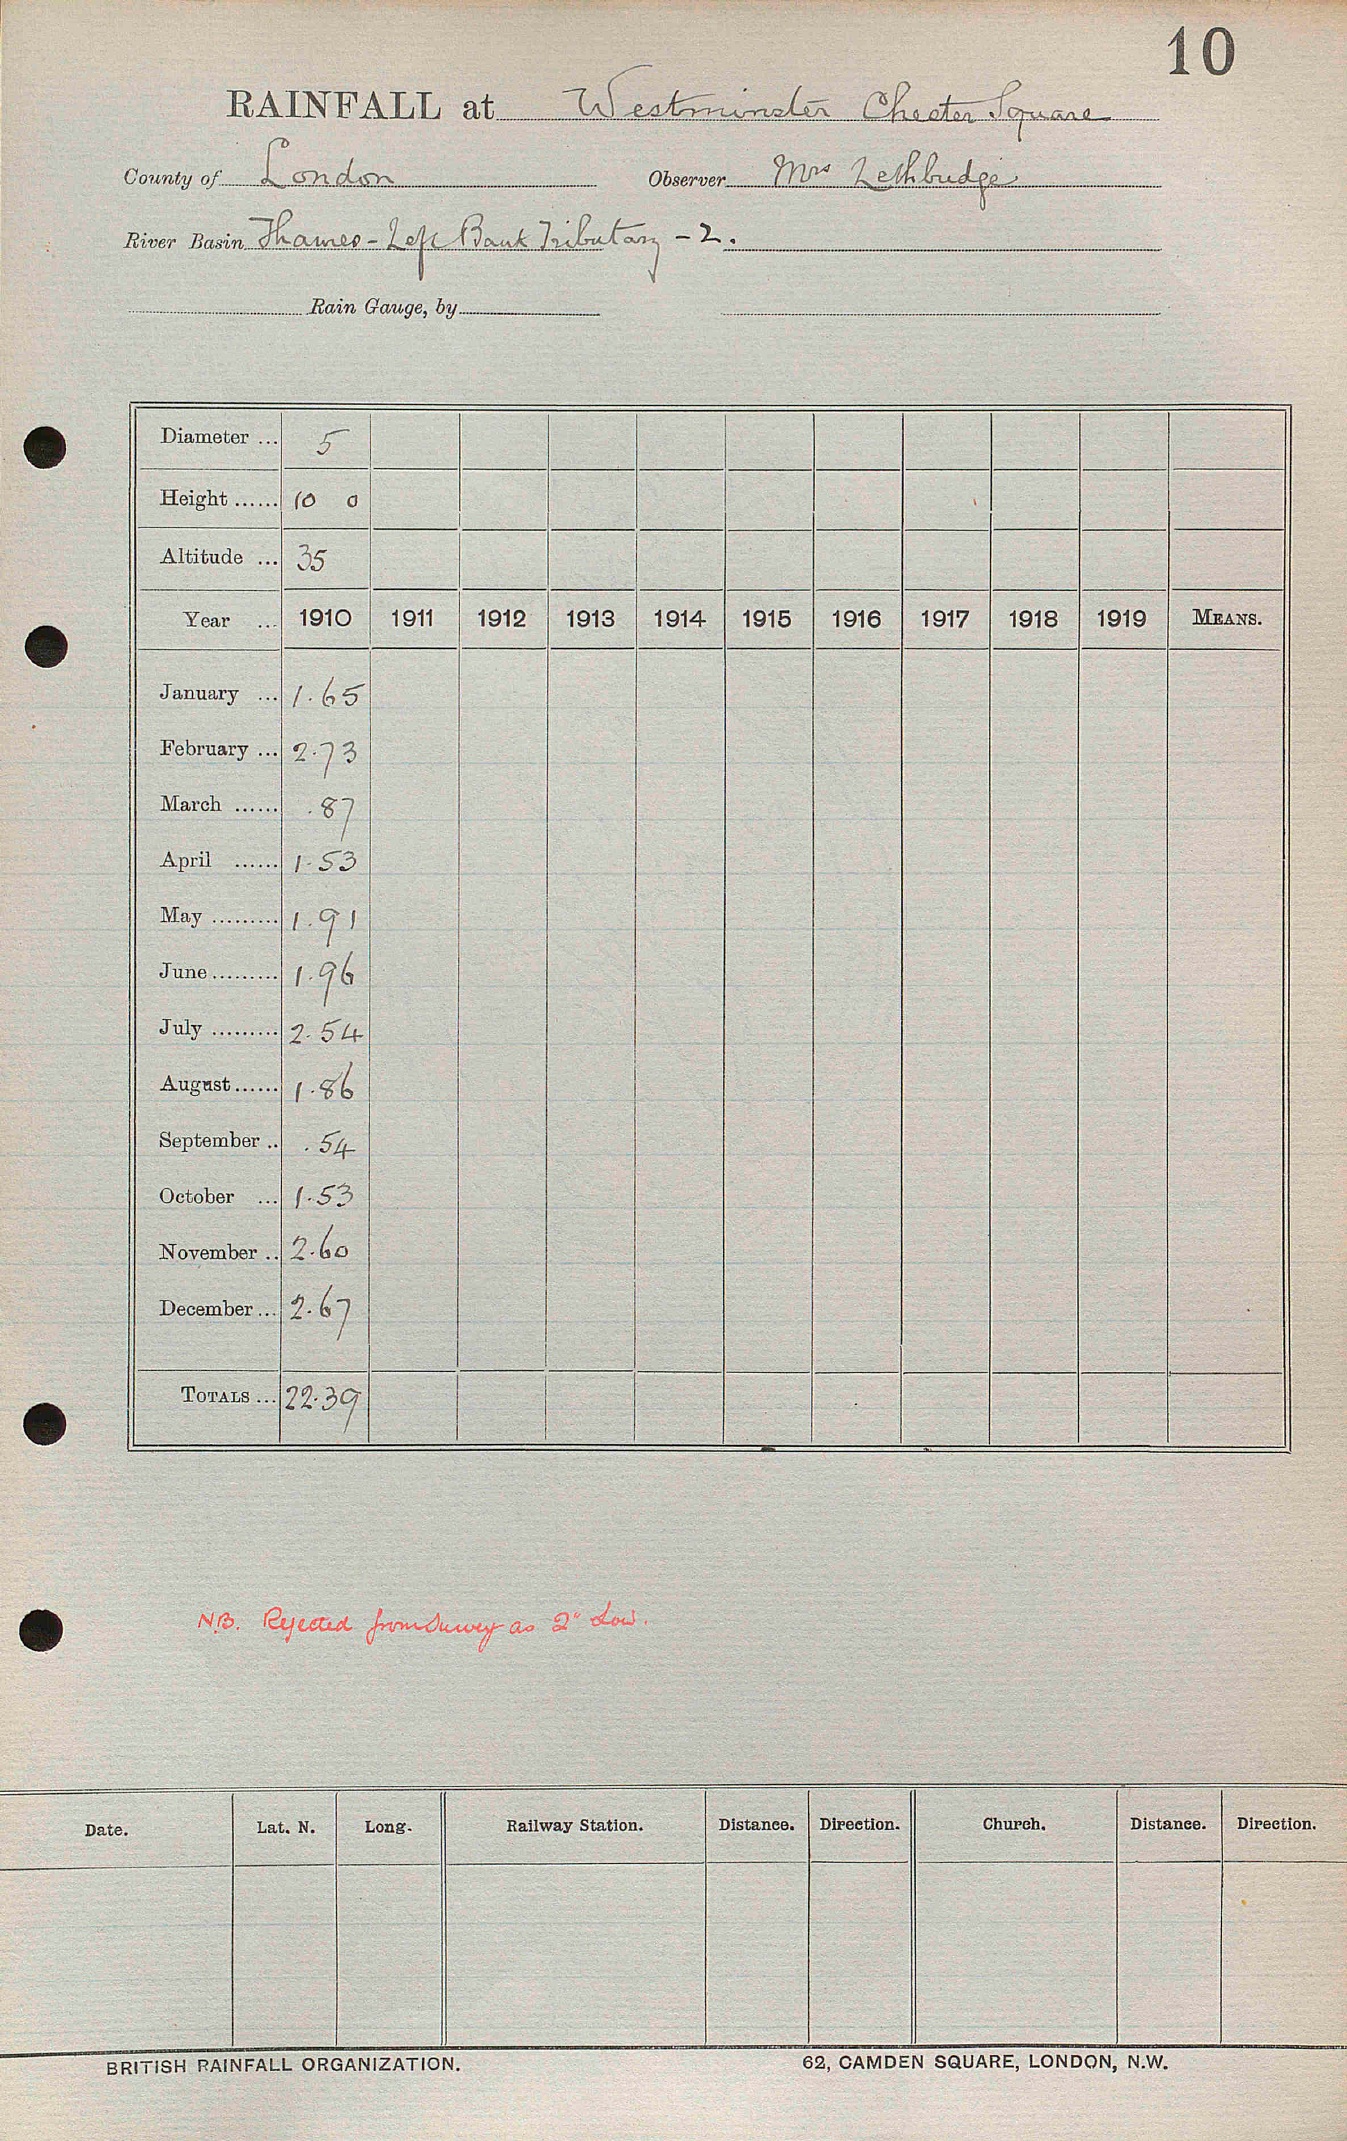 10
RAINFALL at Westminster Chester Square
County of London Observer Mrs Lethbridge
River Basin Thames - Left Bank Tributary - 2.
Rain Gauge, by
Diameter ... 5
Height ...... 10 0
Altitude ... 35
Year ... 1910 1911 1912 1913 1914 1915 1916 1917 1918 1919 MEANS.
January ... 1.65
February ... 2.73
March ...... .87
April ...... 1.53
May ......... 1.91
June ......... 1.96
July ......... 2.54
August ...... 1.86
September .. .54
October ... 1.53
November .. 2.60
December ... 2.67
TOTALS ... 22.39
N.B. Rejected from Survey as 2" low.
Date. Lat. N. Long. Railway Station. Distance. Direction. Church. Distance. Direction.
BRITISH RAINFALL ORGANIZATION. 62, CAMDEN SQUARE, LONDON, N.W.